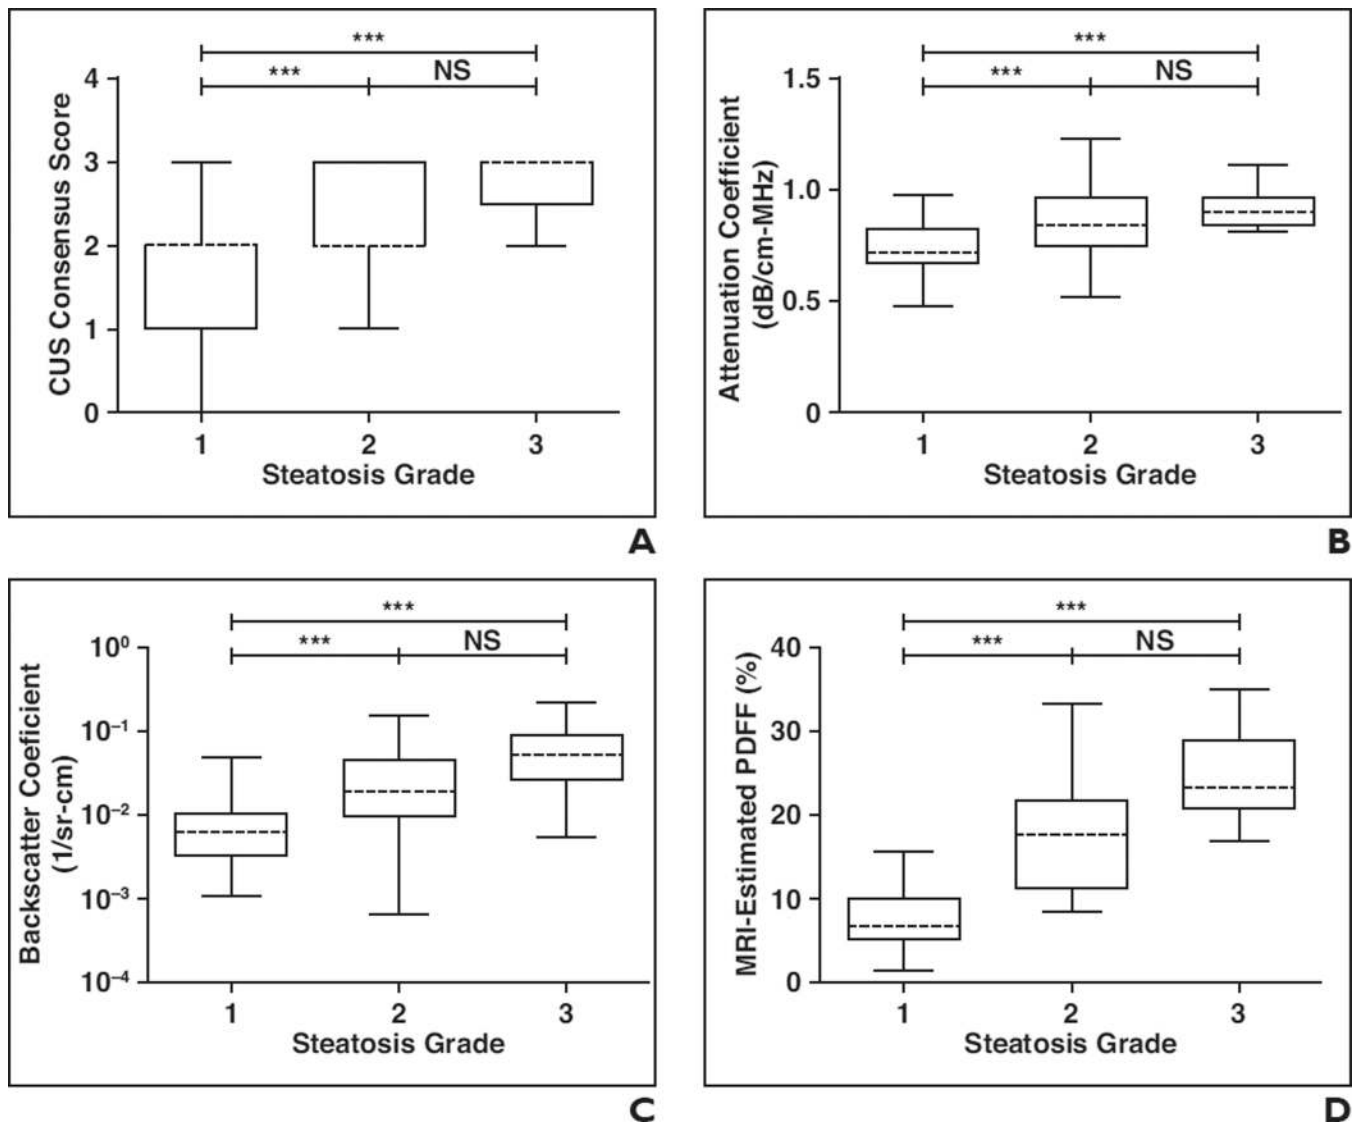 ***
*** NS
4
3
2
1
0
CUS Consensus Score
1 2 3
Steatosis Grade
A
***
*** NS
1.5
1.0
0.5
0
Attenuation Coefficient
(dB/cm-MHz)
1 2 3
Steatosis Grade
B
***
*** NS
10⁰
10⁻¹
10⁻²
10⁻³
10⁻⁴
Backscatter Coeficient
(1/sr-cm)
1 2 3
Steatosis Grade
C
***
*** NS
40
30
20
10
0
MRI-Estimated PDFF (%)
1 2 3
Steatosis Grade
D